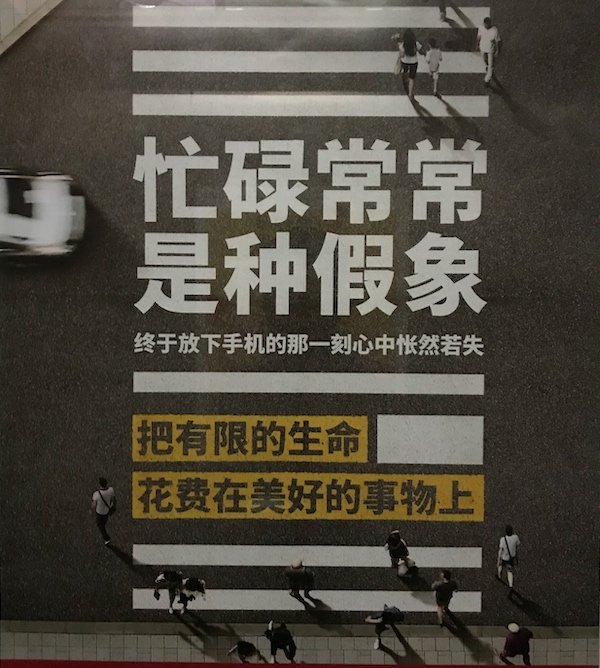 忙碌常常
是种假象
终于放下手机的那一刻心中怅然若失
把有限的生命
花费在美好的事物上